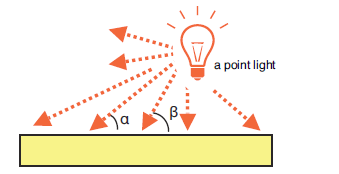 a point light
β
α